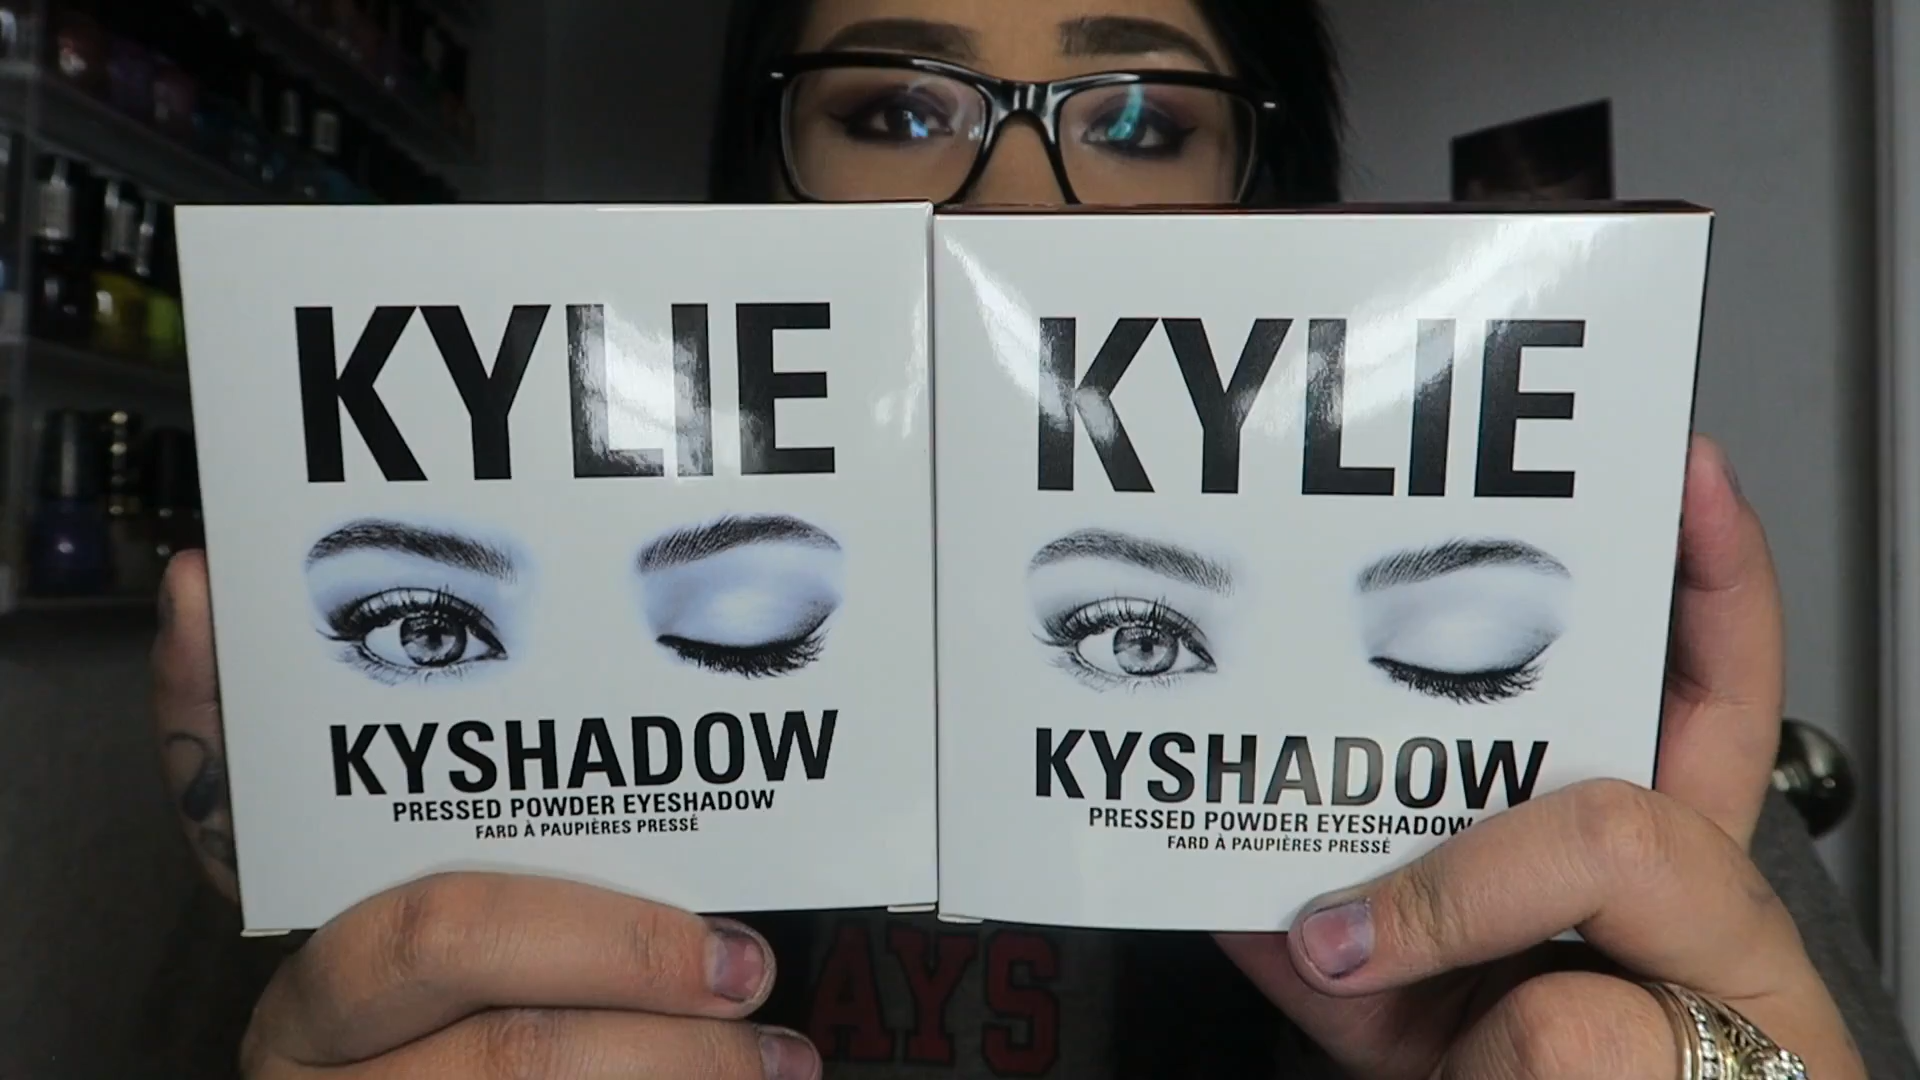 KYLIE
KYSHADOW
PRESSED POWDER EYESHADOW
FARD À PAUPIÈRES PRESSÉ
KYLIE
KYSHADOW
PRESSED POWDER EYESHADOW
FARD À PAUPIÈRES PRESSÉ
AYS